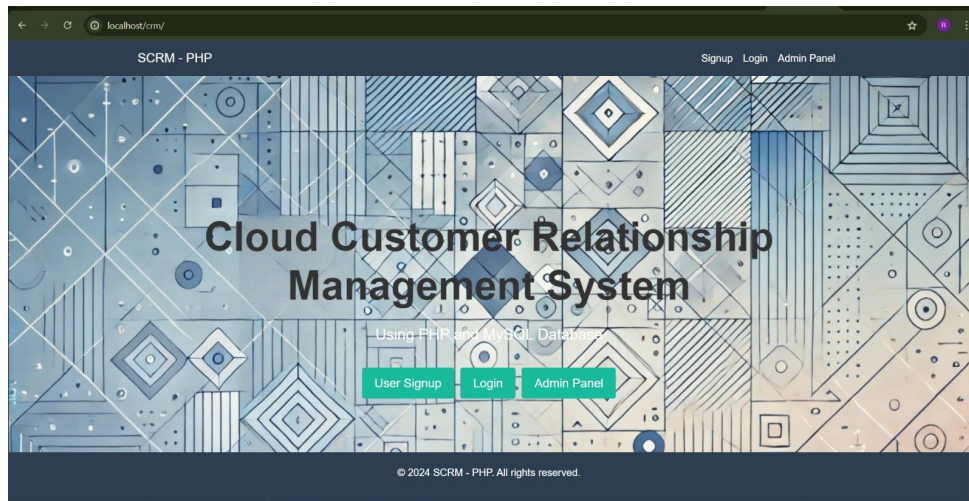 localhost/crm/
R
SCRM - PHP
Signup Login Admin Panel
Cloud Customer Relationship
Management System
Using PHP and MySQL Database
User Signup Login Admin Panel
© 2024 SCRM - PHP. All rights reserved.